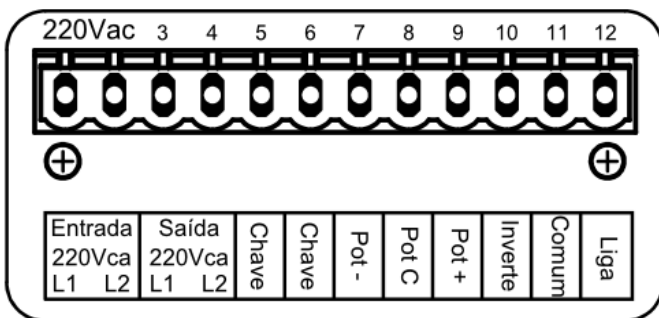 220Vac 3 4 5 6 7 8 9 10 11 12
Entrada
220Vca
L1 L2
Saída
220Vca
L1 L2
Chave
Chave
Pot -
Pot C
Pot +
Inverte
Comum
Liga